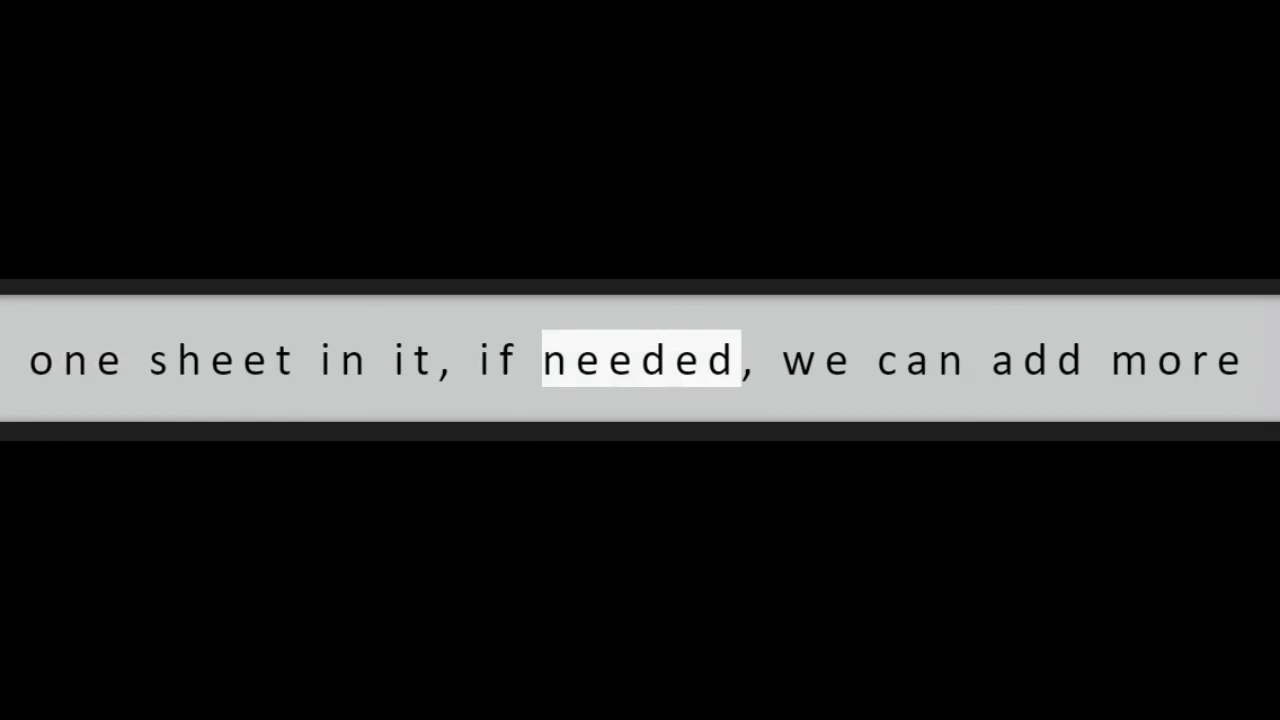 one sheet in it, if needed, we can add more